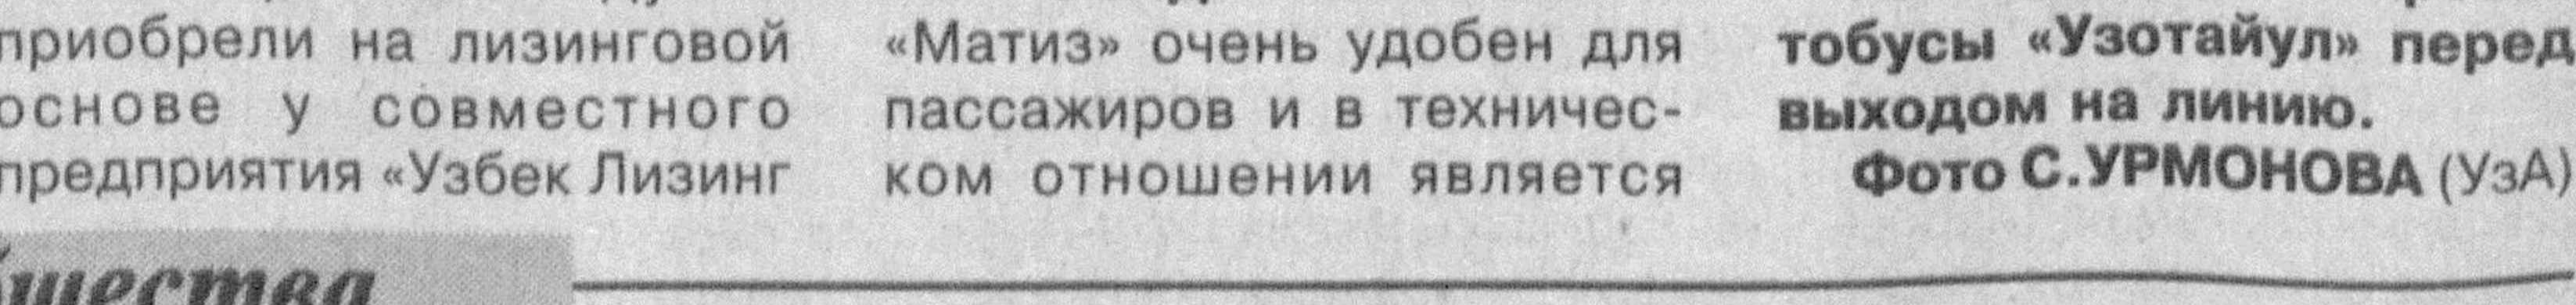 приобрели на лизинговой
основе у совместного
предприятия «Узбек Лизинг
«Матиз» очень удобен для
пассажиров и в техничес-
ком отношении является
тобусы «Узотайул» перед
выходом на линию.
Фото С.УРМОНОВА (УзА)
бщества